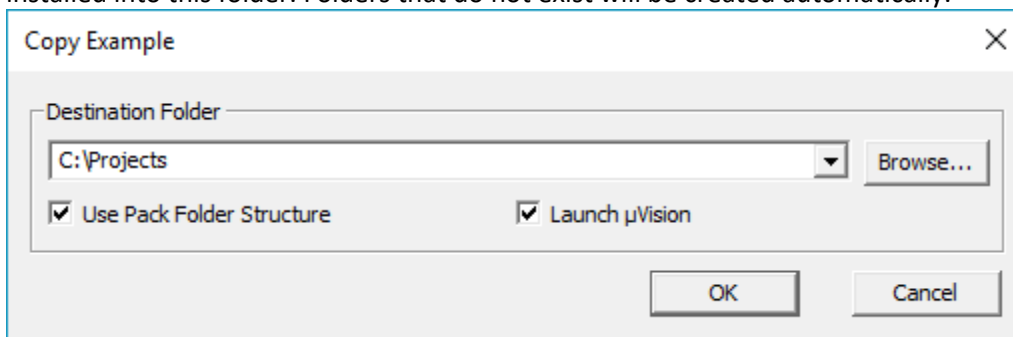 installed into this folder. Folders that do not exist will be created automatically.
Copy Example
Destination Folder
C:\Projects
Browse...
Use Pack Folder Structure
Launch µVision
OK
Cancel